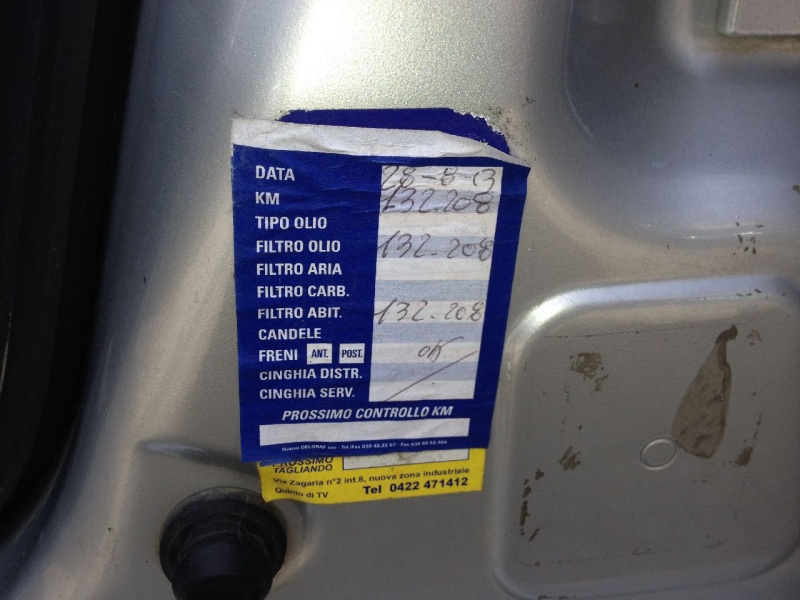 DATA 28-8-13
KM 132.208
TIPO OLIO
FILTRO OLIO 132.208
FILTRO ARIA
FILTRO CARB.
FILTRO ABIT. 132.208
CANDELE
FRENI ANT. POST. OK
CINGHIA DISTR.
CINGHIA SERV.
PROSSIMO CONTROLLO KM
PROSSIMO
TAGLIANDO
Via Zagaria n°2 int.8, nuova zona industriale
Quinto di TV Tel 0422 471412